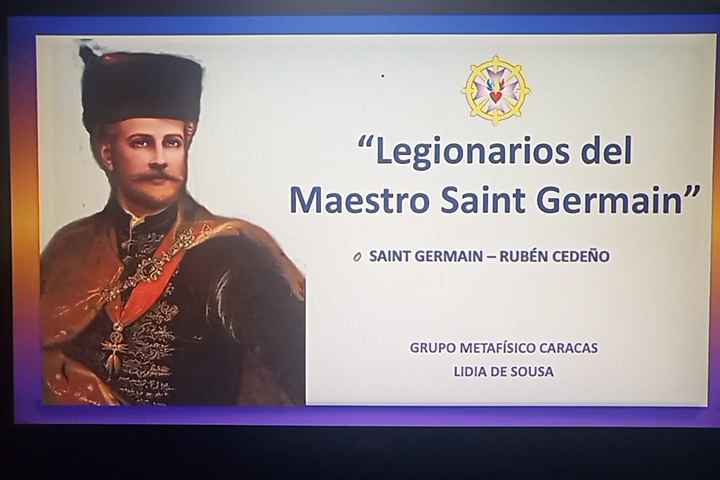 “Legionarios del
Maestro Saint Germain”
o SAINT GERMAIN – RUBÉN CEDEÑO
GRUPO METAFÍSICO CARACAS
LIDIA DE SOUSA